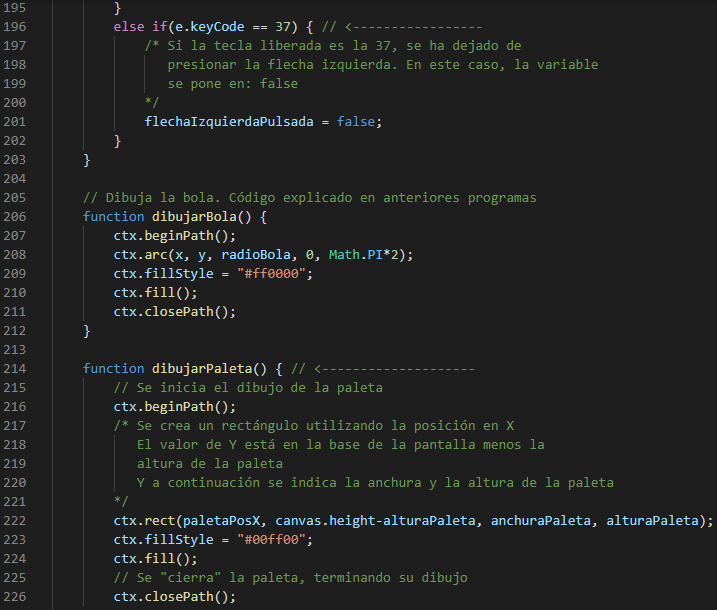 195 }
196 else if(e.keyCode == 37) { // <-----------------
197 /* Si la tecla liberada es la 37, se ha dejado de
198 presionar la flecha izquierda. En este caso, la variable
199 se pone en: false
200 */
201 flechaIzquierdaPulsada = false;
202 }
203 }
204
205 // Dibuja la bola. Código explicado en anteriores programas
206 function dibujarBola() {
207 ctx.beginPath();
208 ctx.arc(x, y, radioBola, 0, Math.PI*2);
209 ctx.fillStyle = "#ff0000";
210 ctx.fill();
211 ctx.closePath();
212 }
213
214 function dibujarPaleta() { // <--------------------
215 // Se inicia el dibujo de la paleta
216 ctx.beginPath();
217 /* Se crea un rectángulo utilizando la posición en X
218 El valor de Y está en la base de la pantalla menos la
219 altura de la paleta
220 Y a continuación se indica la anchura y la altura de la paleta
221 */
222 ctx.rect(paletaPosX, canvas.height-alturaPaleta, anchuraPaleta, alturaPaleta);
223 ctx.fillStyle = "#00ff00";
224 ctx.fill();
225 // Se "cierra" la paleta, terminando su dibujo
226 ctx.closePath();